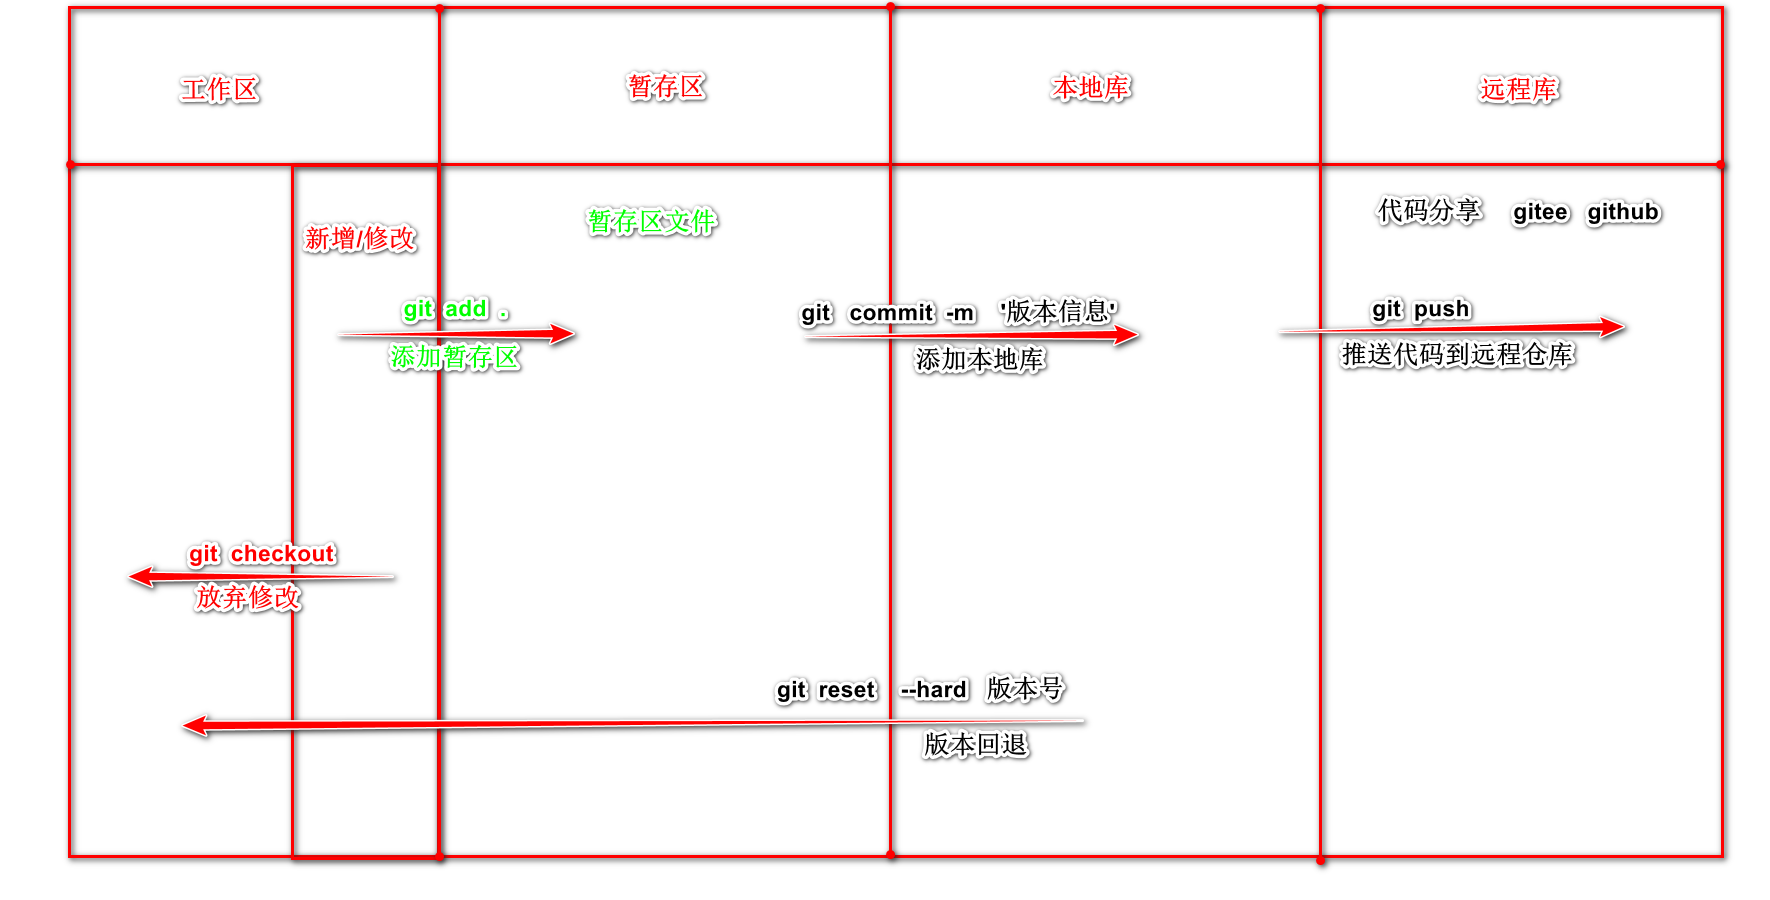 工作区
暂存区
本地库
远程库
新增/修改
暂存区文件
代码分享 gitee github
git add .
添加暂存区
git commit -m '版本信息'
添加本地库
git push
推送代码到远程仓库
git checkout
放弃修改
git reset --hard 版本号
版本回退